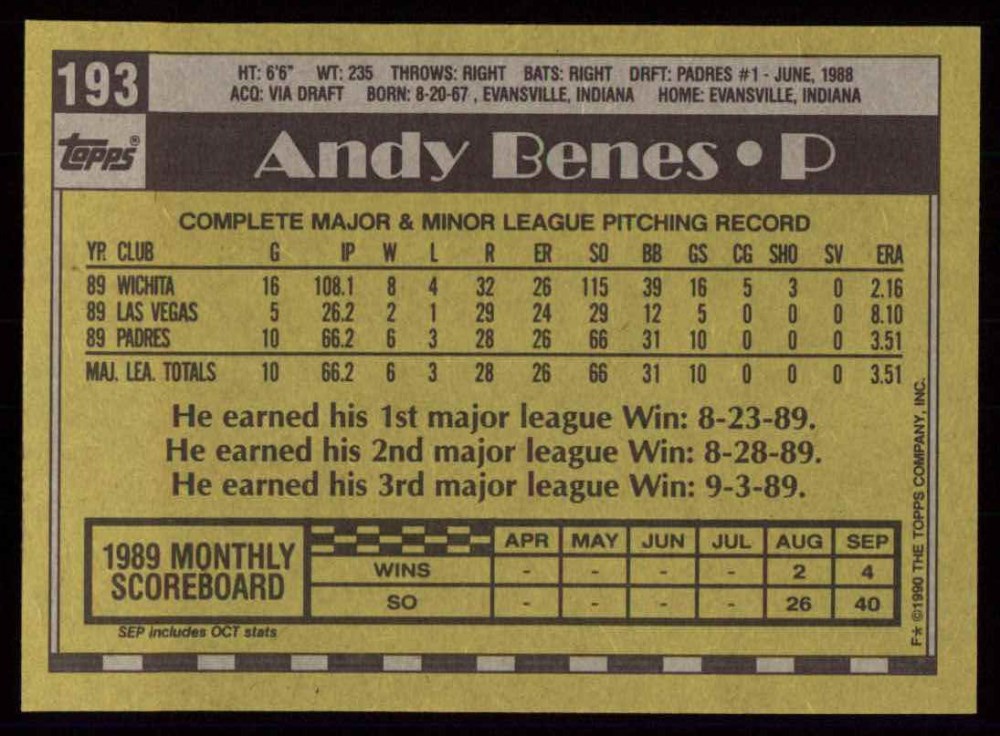 193
HT: 6'6" WT: 235 THROWS: RIGHT BATS: RIGHT DRFT: PADRES #1 - JUNE, 1988
ACQ: VIA DRAFT BORN: 8-20-67 , EVANSVILLE, INDIANA HOME: EVANSVILLE, INDIANA
Topps®
Andy Benes • P
COMPLETE MAJOR & MINOR LEAGUE PITCHING RECORD
YR. CLUB G IP W L R ER SO BB GS CG SHO SV ERA
89 WICHITA 16 108.1 8 4 32 26 115 39 16 5 3 0 2.16
89 LAS VEGAS 5 26.2 2 1 29 24 29 12 5 0 0 0 8.10
89 PADRES 10 66.2 6 3 28 26 66 31 10 0 0 0 3.51
MAJ. LEA. TOTALS 10 66.2 6 3 28 26 66 31 10 0 0 0 3.51
He earned his 1st major league Win: 8-23-89.
He earned his 2nd major league Win: 8-28-89.
He earned his 3rd major league Win: 9-3-89.
1989 MONTHLY
SCOREBOARD
APR MAY JUN JUL AUG SEP
WINS - - - - 2 4
SO - - - - 26 40
SEP includes OCT stats
F* ©1990 THE TOPPS COMPANY, INC.